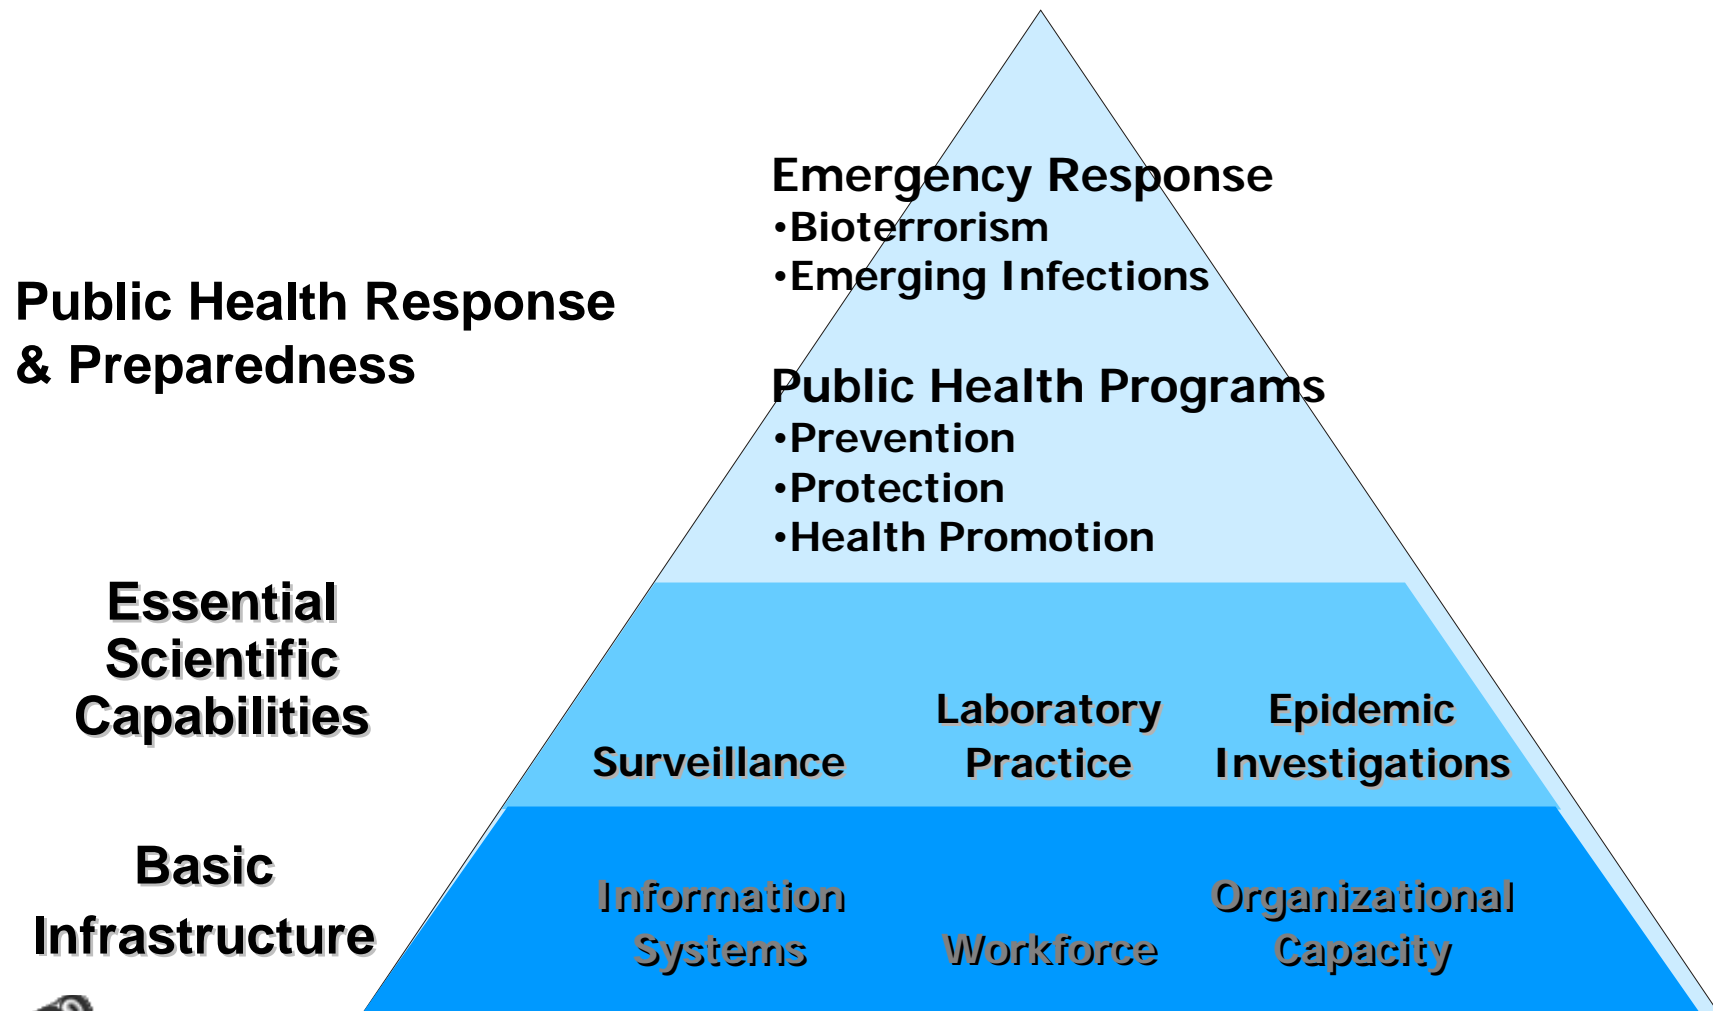 Emergency Response
•Bioterrorism
•Emerging Infections
Public Health Response
& Preparedness
Public Health Programs
•Prevention
•Protection
•Health Promotion
Essential
Scientific
Capabilities
Surveillance
Laboratory
Practice
Epidemic
Investigations
Basic
Infrastructure
Information
Systems
Workforce
Organizational
Capacity